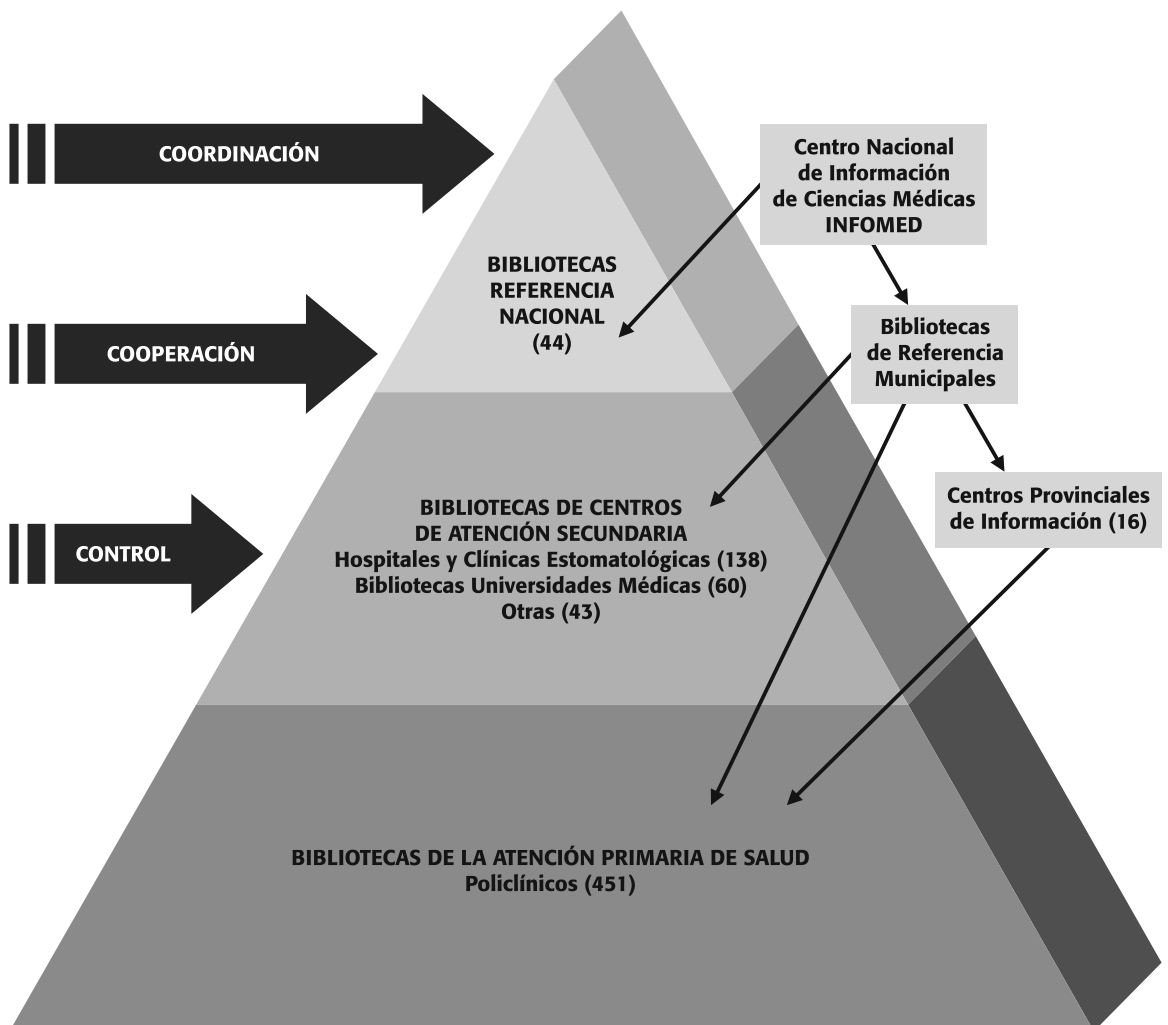 COORDINACIÓN
COOPERACIÓN
CONTROL
BIBLIOTECAS
REFERENCIA
NACIONAL
(44)
BIBLIOTECAS DE CENTROS
DE ATENCIÓN SECUNDARIA
Hospitales y Clínicas Estomatológicas (138)
Bibliotecas Universidades Médicas (60)
Otras (43)
BIBLIOTECAS DE LA ATENCIÓN PRIMARIA DE SALUD
Policlínicos (451)
Centro Nacional
de Información
de Ciencias Médicas
INFOMED
Bibliotecas
de Referencia
Municipales
Centros Provinciales
de Información (16)